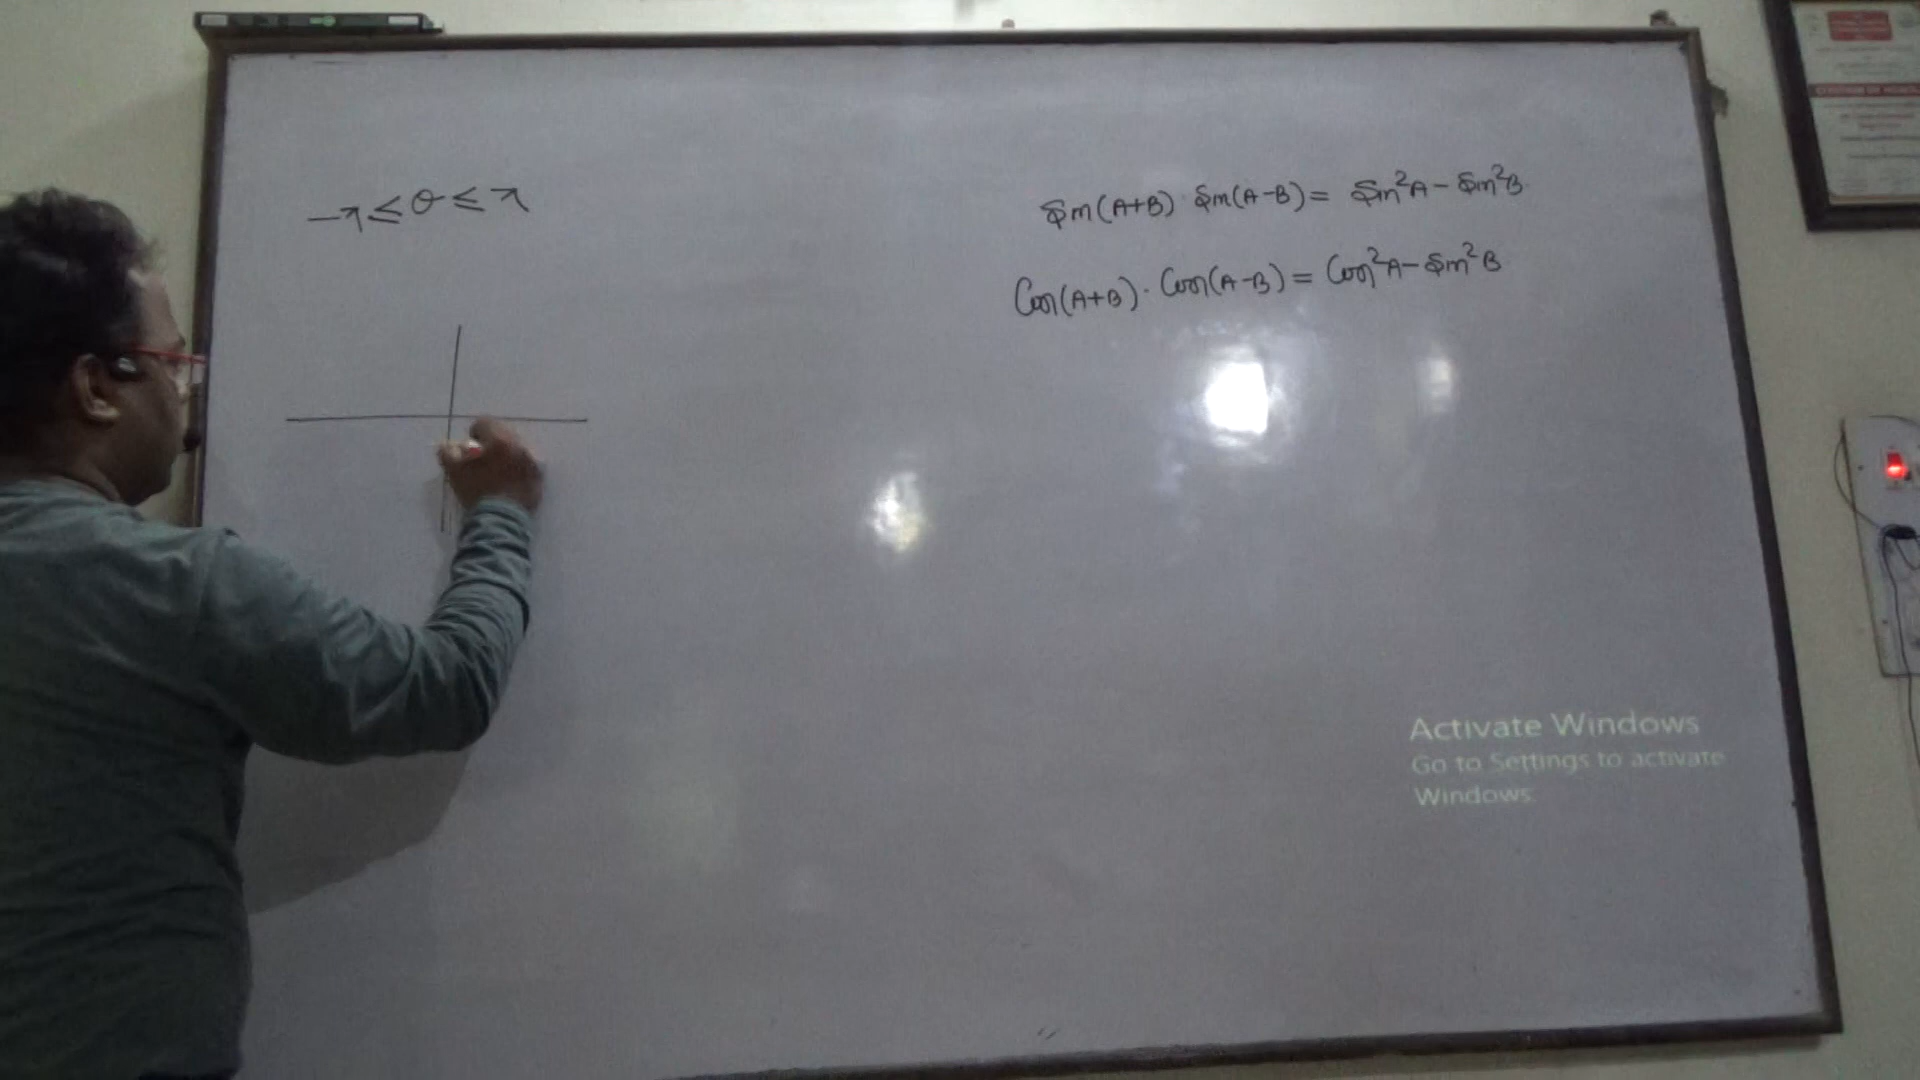 -π ≤ θ ≤ π
Sin(A+B) · Sin(A-B) = Sin²A - Sin²B
Cos(A+B) · Cos(A-B) = Cos²A - Sin²B
Activate Windows
Go to Settings to activate
Windows.